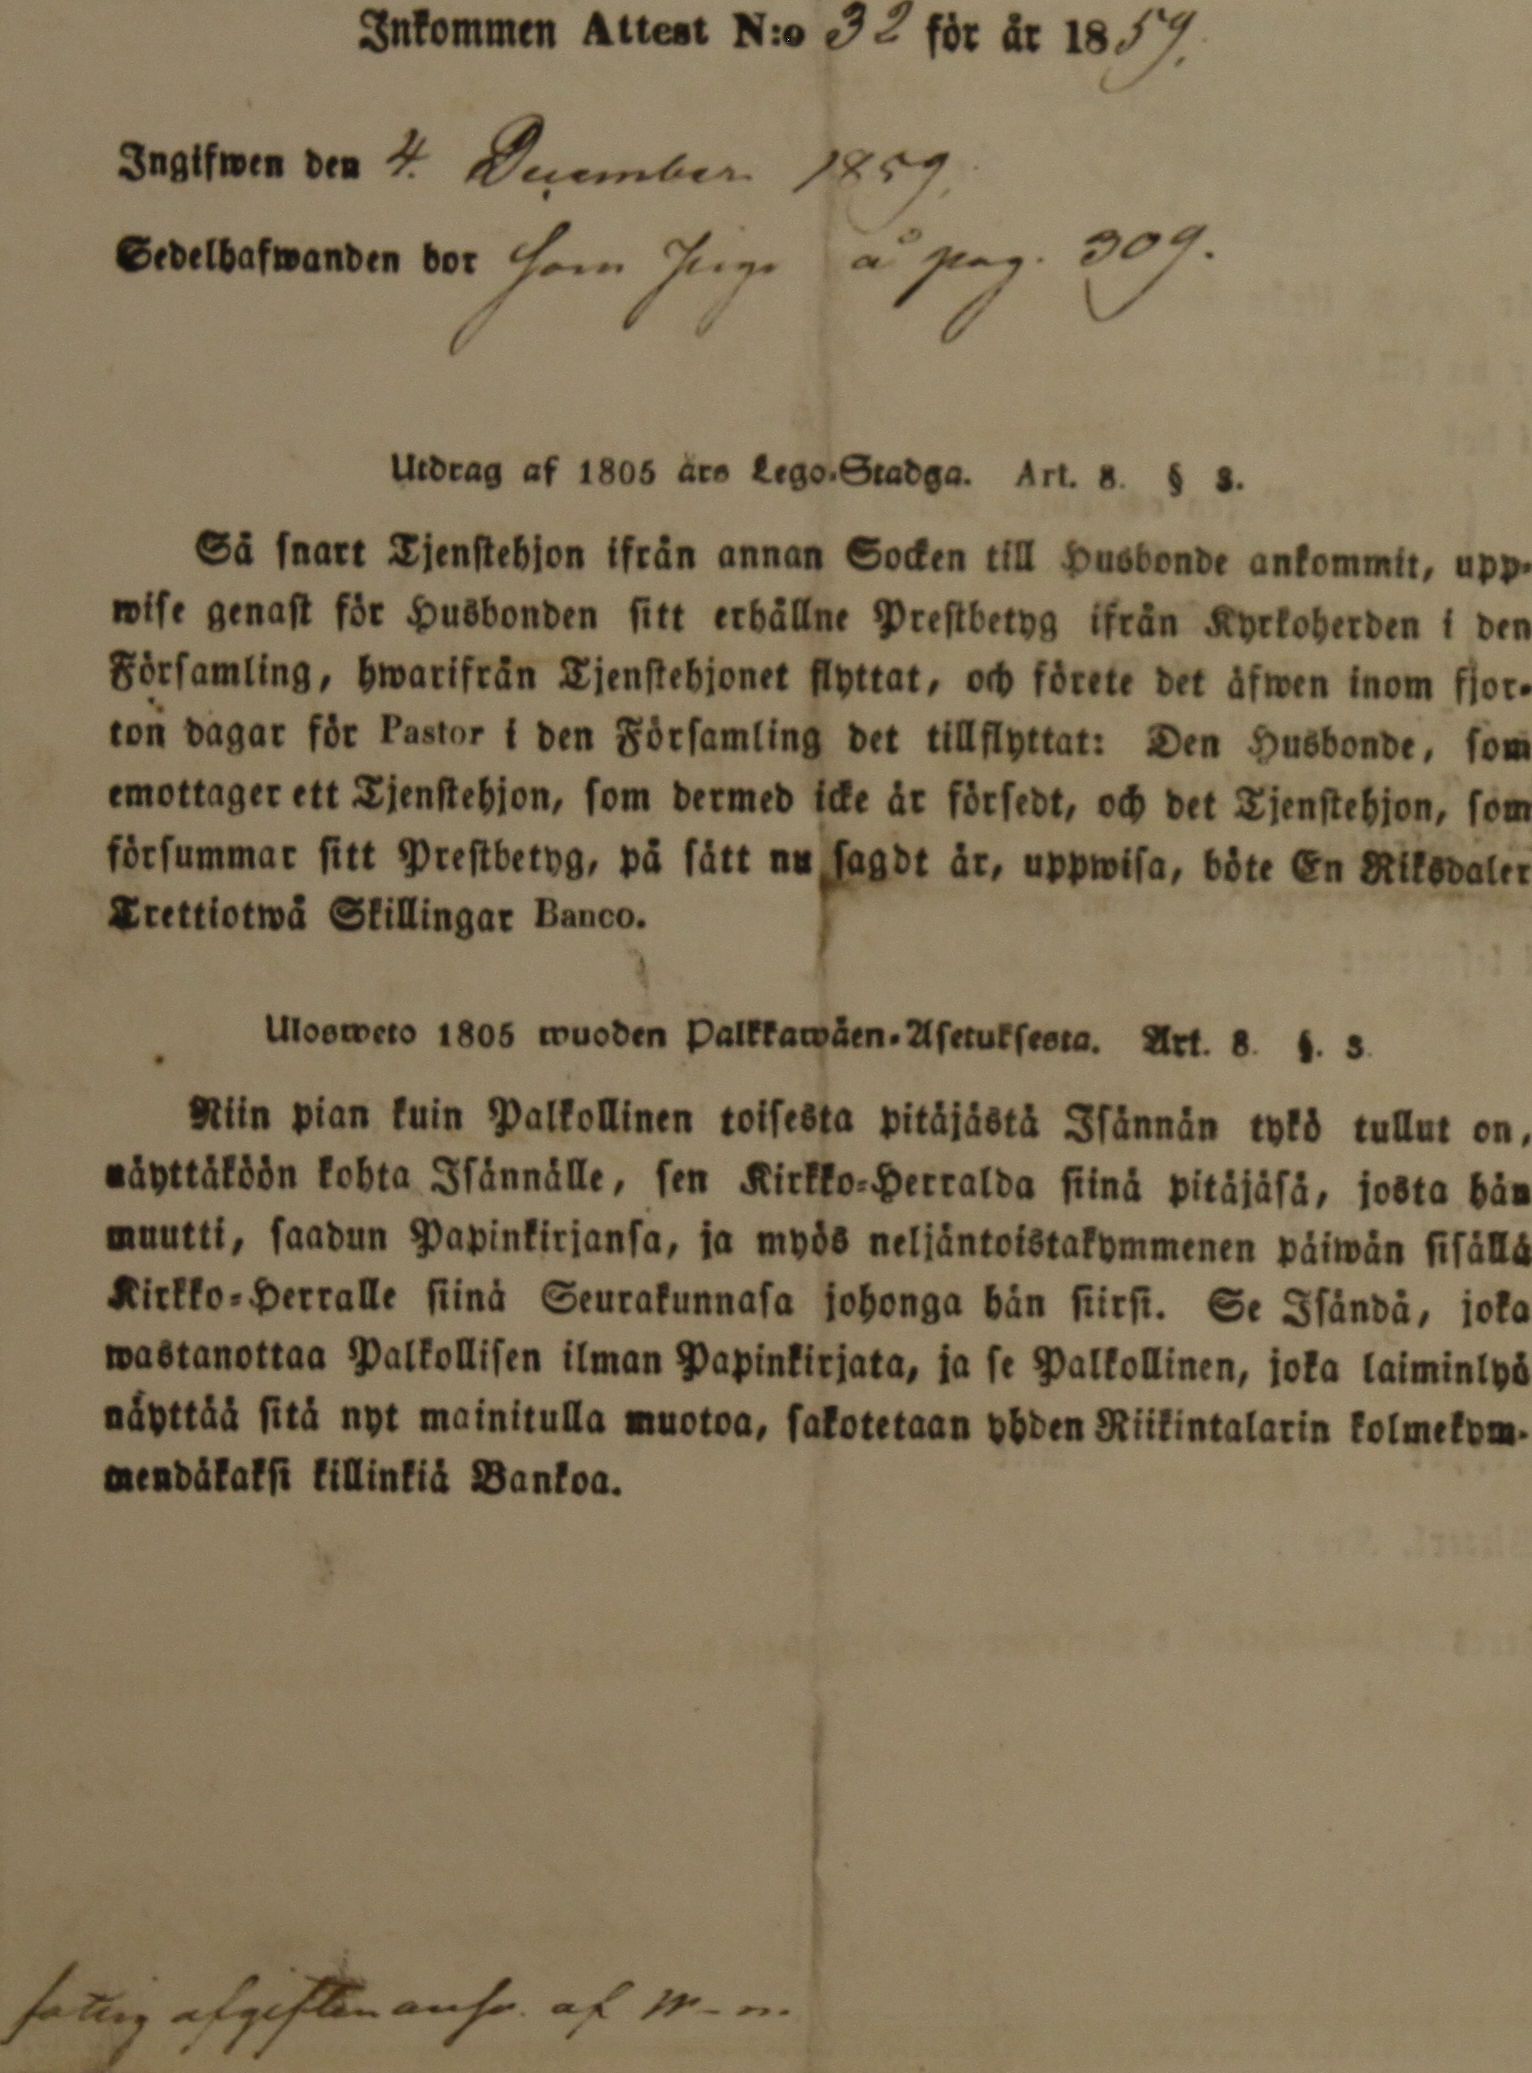 Inkommen Attest N:o 32 för år 1859.
Ingifwen den 4. December 1859.
Sedelhafwanden bor som piga å pag. 309.
Utdrag af 1805 års Lego-Stadga. Art. 8. § 3.
Så snart Tjenstehjon ifrån annan Socken till Husbonde ankommit, upp-
wise genast för Husbonden sitt erhållne Prestbetyg ifrån Kyrkoherden i den
Församling, hwarifrån Tjenstehjonet flyttat, och förete det äfwen inom fjor-
ton dagar för Pastor i den Församling det tillflyttat: Den Husbonde, som
emottager ett Tjenstehjon, som dermed icke är försedt, och det Tjenstehjon, som
försummar sitt Prestbetyg, på sätt nu sagdt är, uppwisa, böte En Riksdaler
Trettiotwå Skillingar Banco.
Ulosweto 1805 wuoden Palkkawäen-Asetuksesta. Art. 8. §. 3.
Niin pian kuin Palkollinen toisesta pitäjästä Isännän tykö tullut on,
näyttäköön kohta Isännälle, sen Kirkko-Herralda siinä pitäjäsä, josta hän
muutti, saadun Papinkirjansa, ja myös neljäntoistakymmenen päiwän sisällä
Kirkko-Herralle siinä Seurakunnasa johonga hän siirsi. Se Isändä, joka
wastanottaa Palkollisen ilman Papinkirjata, ja se Palkollinen, joka laiminlyö
näyttää sitä nyt mainitulla muotoa, sakotetaan yhden Riikintalarin kolmekym-
mendäkaksi killinkiä Bankoa.
afgiften af